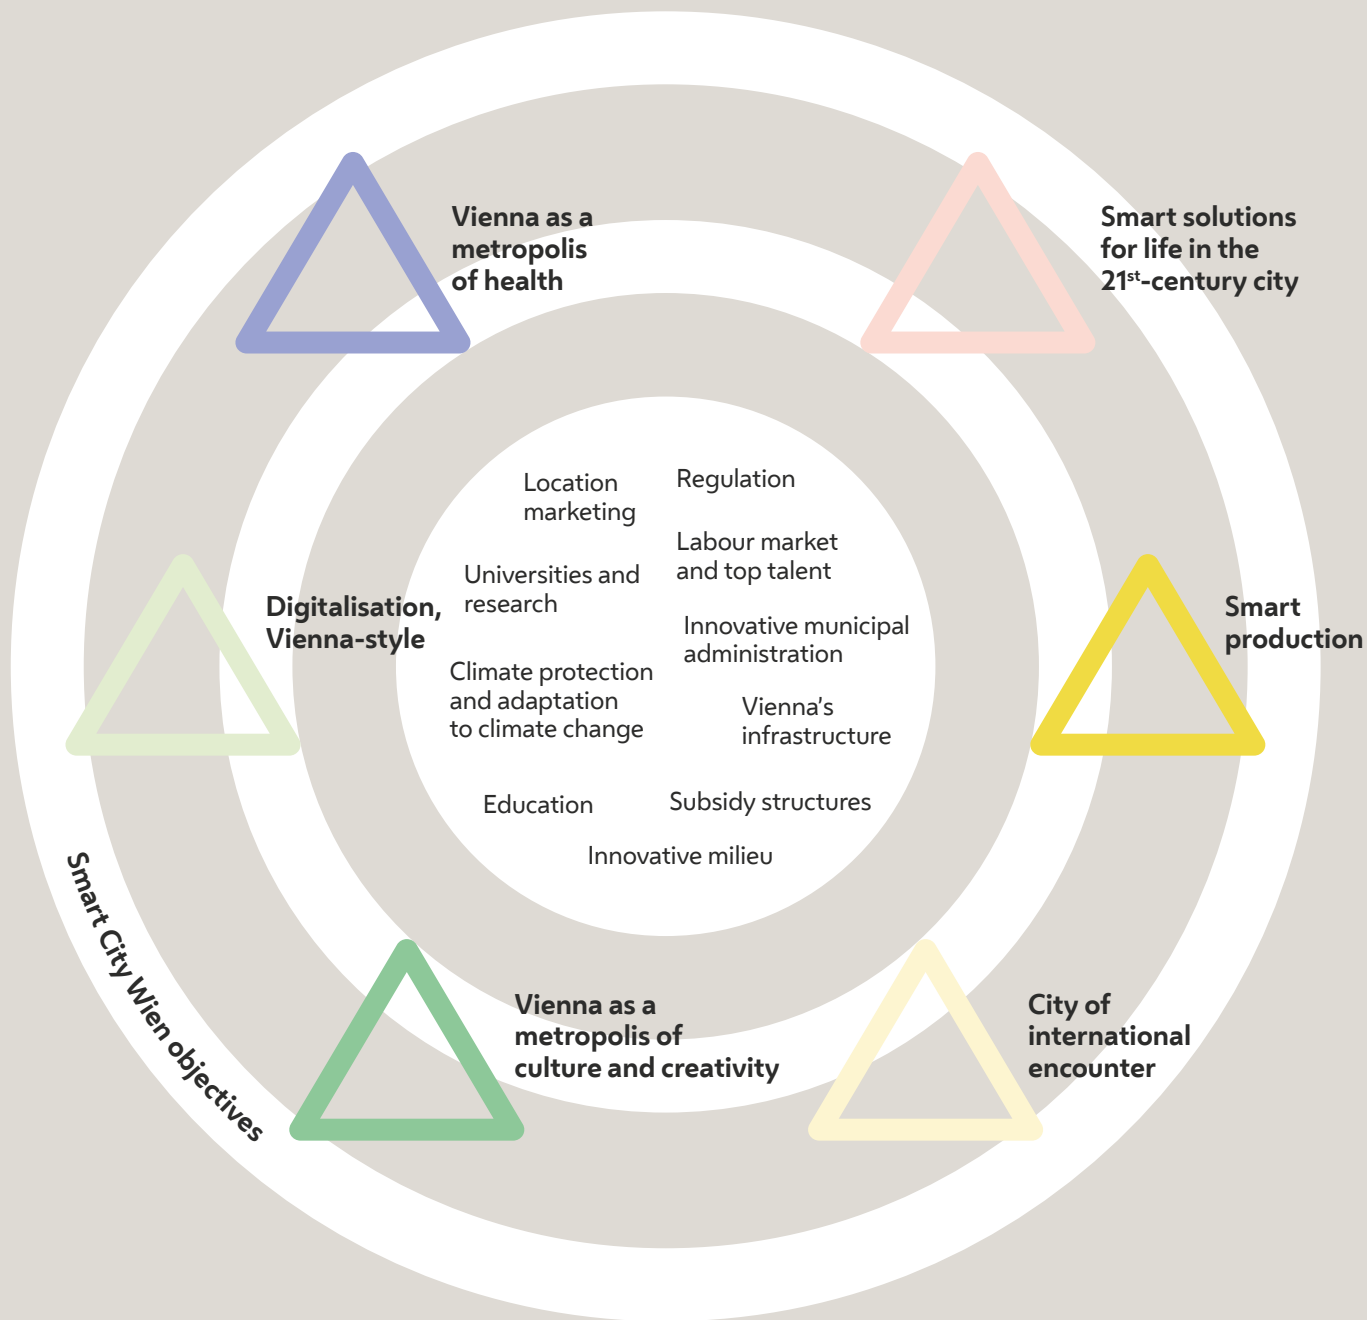 Vienna as a
metropolis
of health
Smart solutions
for life in the
21st-century city
Location
marketing
Regulation
Labour market
and top talent
Universities and
research
Digitalisation,
Vienna-style
Smart
production
Innovative municipal
administration
Climate protection
and adaptation
to climate change
Vienna’s
infrastructure
Education
Subsidy structures
Innovative milieu
Smart City Wien objectives
Vienna as a
metropolis of
culture and creativity
City of
international
encounter